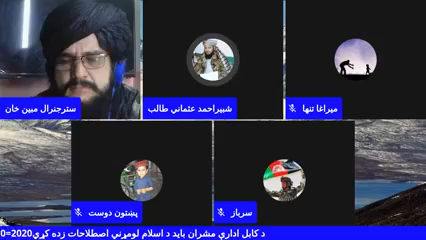 سترجنرال مبین خان
شبیراحمد عثماني طالب
میراغا تنها
پښتون دوست
سرباز
د کابل ادارې مشران باید د اسلام لومړني اصطلاحات زده کړي2020=0